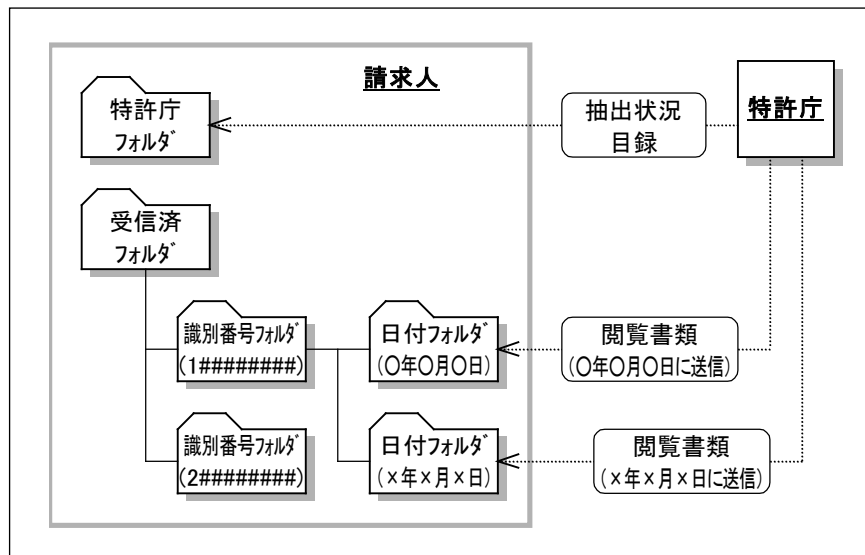 請求人
特許庁
フォルダ
抽出状況
目録
特許庁
受信済
フォルダ
識別番号フォルダ
(1########)
日付フォルダ
(〇年〇月〇日)
閲覧書類
(〇年〇月〇日に送信)
識別番号フォルダ
(2########)
日付フォルダ
(×年×月×日)
閲覧書類
(×年×月×日に送信)